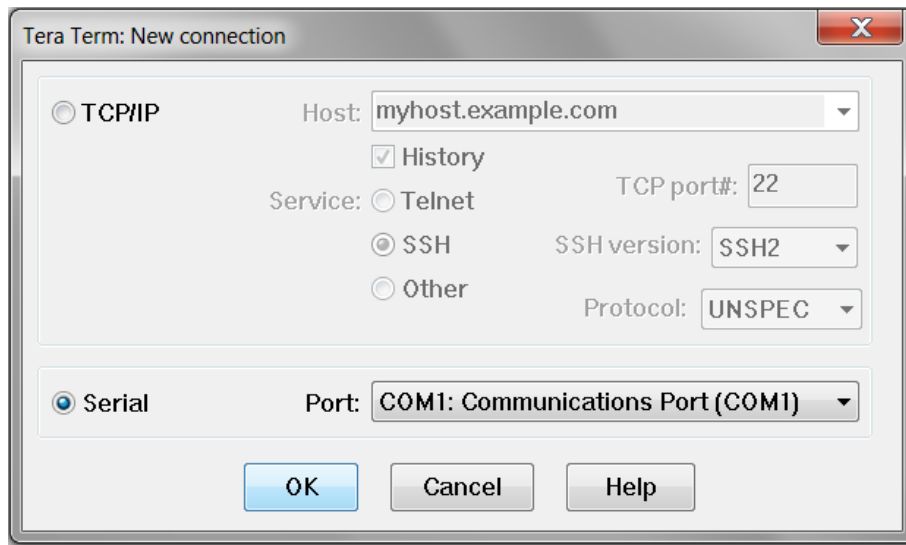 Tera Term: New connection
TCP/IP Host: myhost.example.com
History
Service: Telnet TCP port#: 22
SSH SSH version: SSH2
Other Protocol: UNSPEC
Serial Port: COM1: Communications Port (COM1)
OK Cancel Help